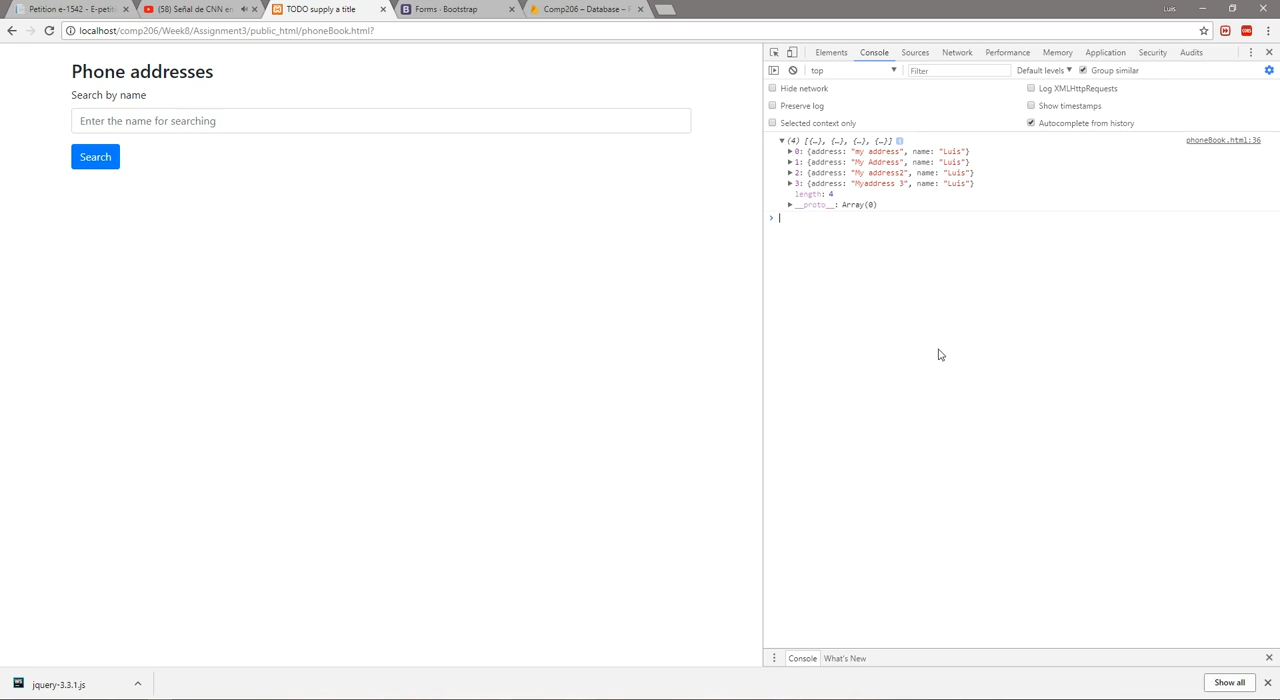 Petition e-1542 - E-petiti
(58) Señal de CNN en
TODO supply a title
Forms · Bootstrap
Comp206 – Database – F
Luis
localhost/comp206/Week8/Assignment3/public_html/phoneBook.html?
Phone addresses
Search by name
Enter the name for searching
Search
Elements Console Sources Network Performance Memory Application Security Audits
top Filter Default levels Group similar
Hide network Log XMLHttpRequests
Preserve log Show timestamps
Selected context only Autocomplete from history
(4) [{…}, {…}, {…}, {…}] phoneBook.html:36
0: {address: "my address", name: "Luis"}
1: {address: "My Address", name: "Luis"}
2: {address: "My address2", name: "Luis"}
3: {address: "Myaddress 3", name: "Luis"}
length: 4
__proto__: Array(0)
Console What's New
jquery-3.3.1.js
Show all